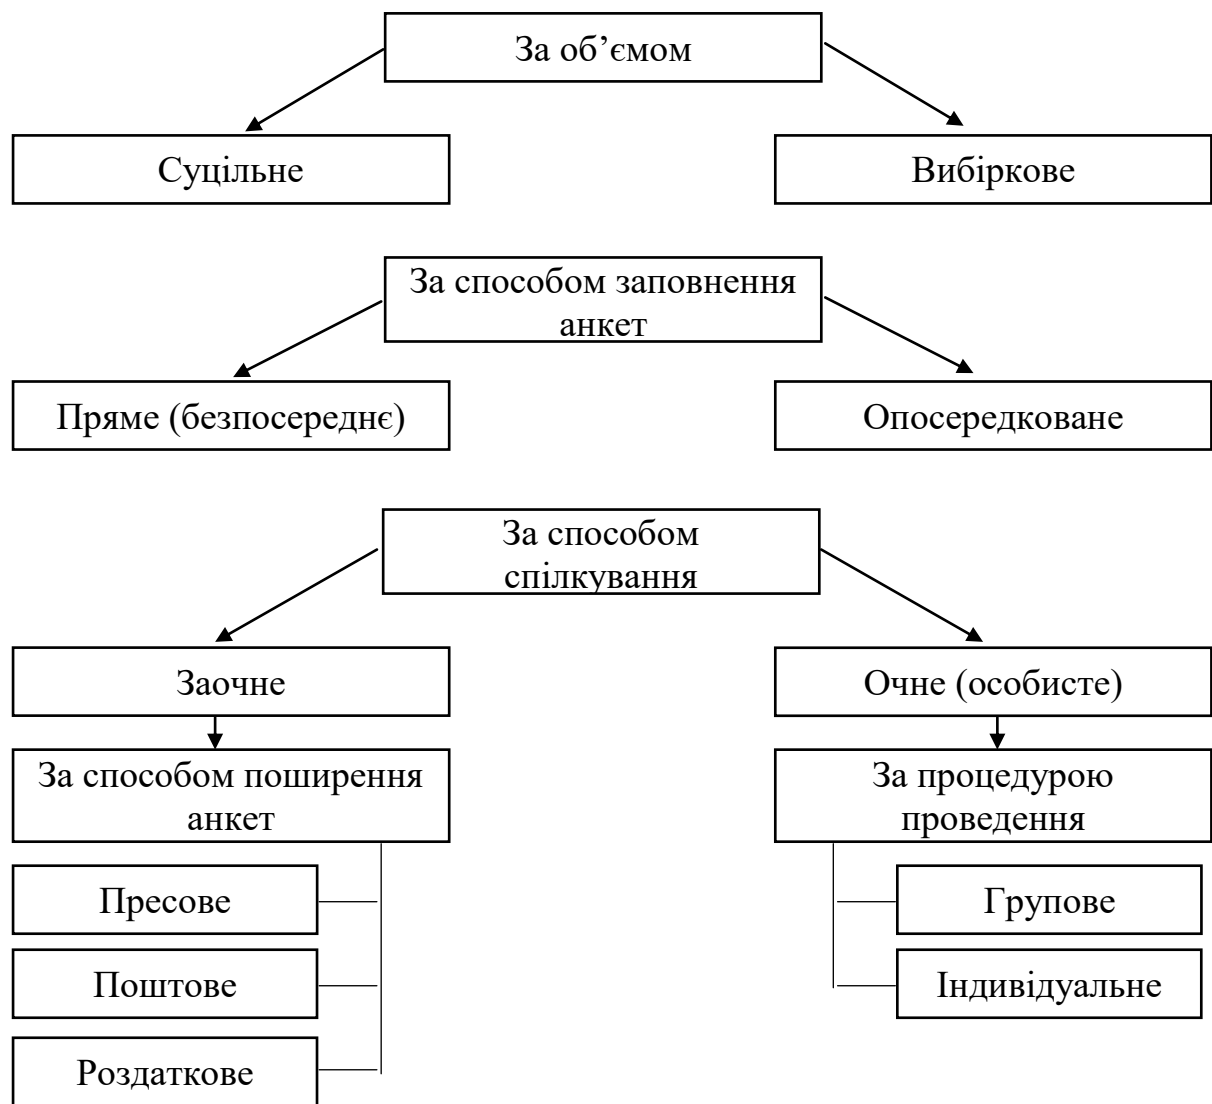 За об’ємом
Суцільне
Вибіркове
За способом заповнення
анкет
Пряме (безпосереднє)
Опосередковане
За способом
спілкування
Заочне
Очне (особисте)
За способом поширення
анкет
За процедурою
проведення
Пресове
Групове
Поштове
Індивідуальне
Роздаткове